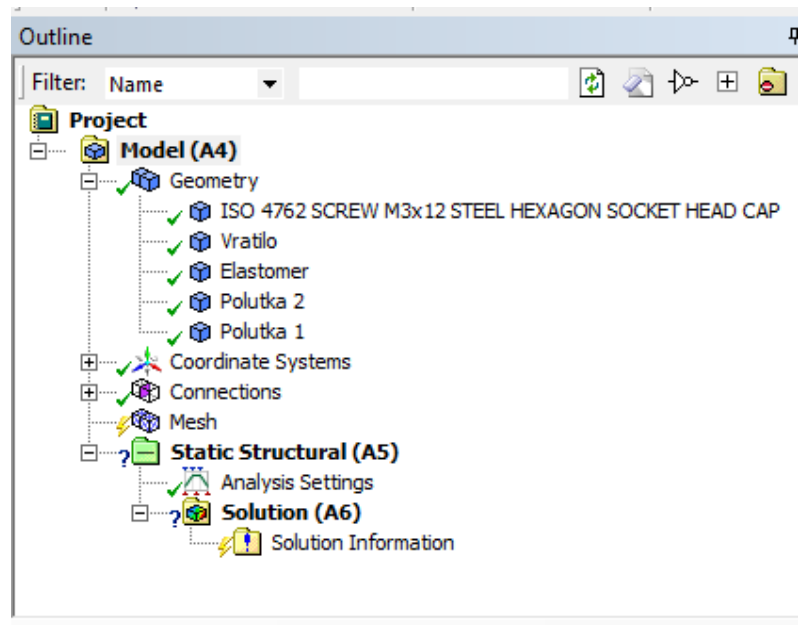 Outline
Filter: Name
Project
Model (A4)
Geometry
ISO 4762 SCREW M3x12 STEEL HEXAGON SOCKET HEAD CAP
Vratilo
Elastomer
Polutka 2
Polutka 1
Coordinate Systems
Connections
Mesh
Static Structural (A5)
Analysis Settings
Solution (A6)
Solution Information